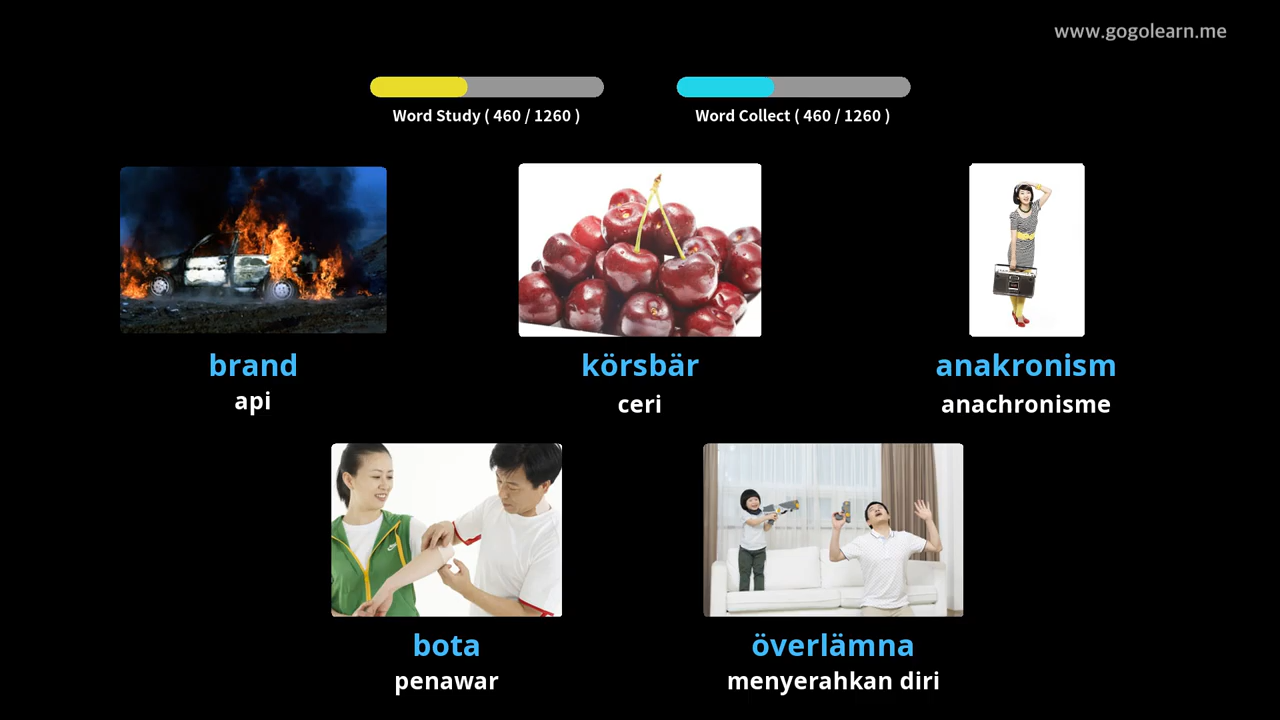 www.gogolearn.me
Word Study ( 460 / 1260 )
Word Collect ( 460 / 1260 )
brand
api
körsbär
ceri
anakronism
anachronisme
bota
penawar
överlämna
menyerahkan diri